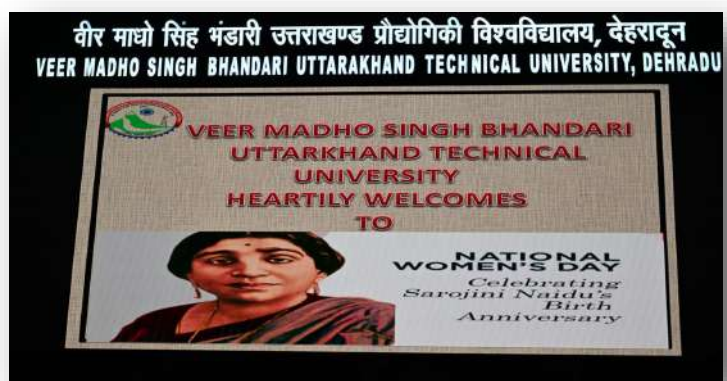 वीर माधो सिंह भंडारी उत्तराखण्ड प्रौद्योगिकी विश्वविद्यालय, देहरादून
VEER MADHO SINGH BHANDARI UTTARAKHAND TECHNICAL UNIVERSITY, DEHRADU
VEER MADHO SINGH BHANDARI
UTTARKHAND TECHNICAL
UNIVERSITY
HEARTILY WELCOMES
TO
NATIONAL
WOMEN'S DAY
Celebrating
Sarojini Naidu's
Birth
Anniversary